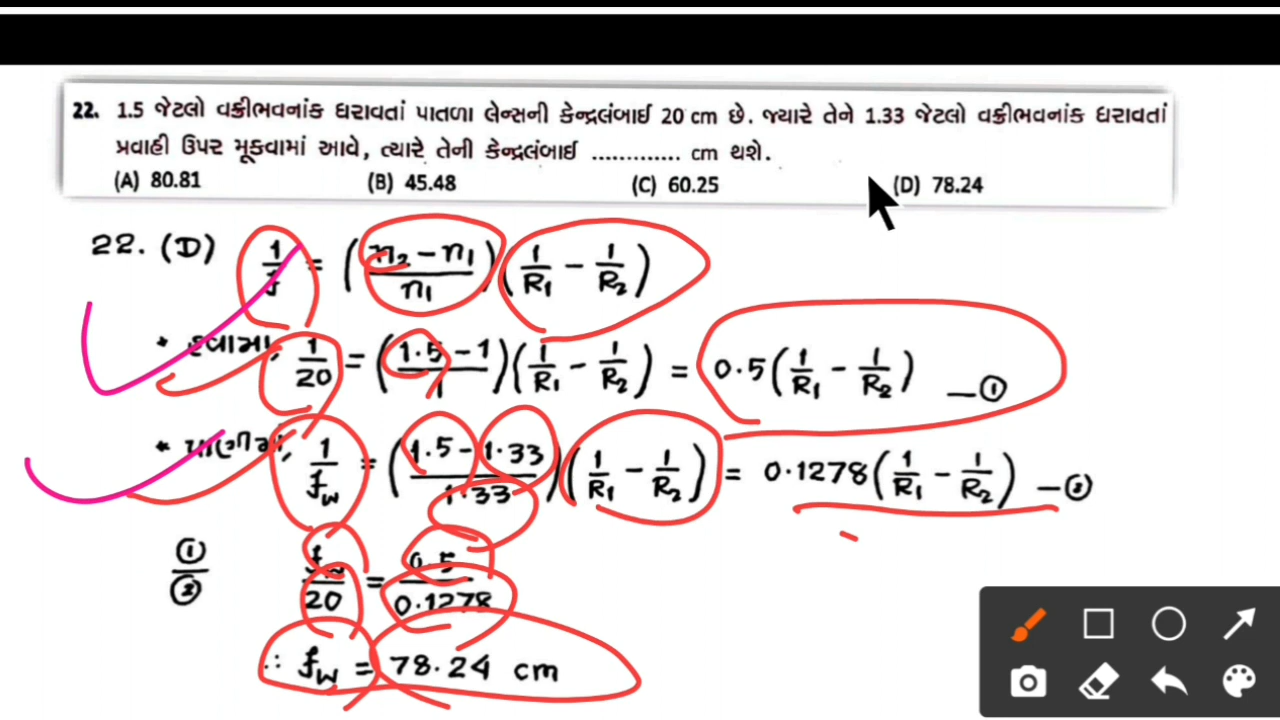 22. 1.5 જેટલો વક્રીભવનાંક ધરાવતાં પાતળા લેન્સની કેન્દ્રલંબાઈ 20 cm છે. જ્યારે તેને 1.33 જેટલો વક્રીભવનાંક ધરાવતાં
પ્રવાહી ઉપર મૂકવામાં આવે, ત્યારે તેની કેન્દ્રલંબાઈ ............. cm થશે.
(A) 80.81 (B) 45.48 (C) 60.25 (D) 78.24
22. (D) 1/f = (n₂ − n₁ / n₁) (1/R₁ − 1/R₂)
• હવામાં, 1/20 = (1.5 − 1 / 1) (1/R₁ − 1/R₂) = 0.5 (1/R₁ − 1/R₂) —①
• પાણીમાં, 1/f_w = (1.5 − 1.33 / 1.33) (1/R₁ − 1/R₂) = 0.1278 (1/R₁ − 1/R₂) —②
①/② f_w/20 = 0.5/0.1278
∴ f_w = 78.24 cm